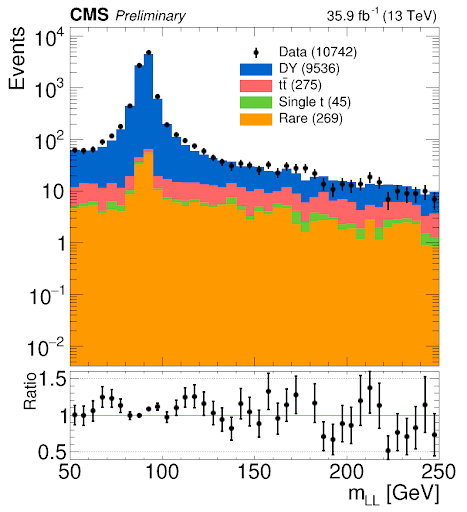 CMS Preliminary 35.9 fb⁻¹ (13 TeV)
Events
10⁴
10³
10²
10
1
10⁻¹
10⁻²
Data (10742)
DY (9536)
tt̄ (275)
Single t (45)
Rare (269)
Ratio
1.5
1
0.5
50 100 150 200 250
m_LL [GeV]